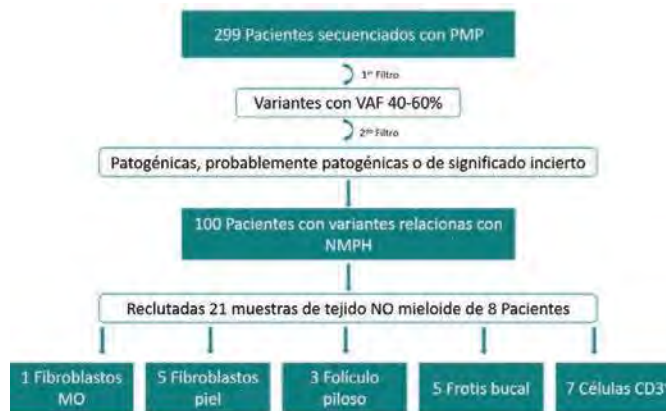 299 Pacientes secuenciados con PMP
1er Filtro
Variantes con VAF 40-60%
2do Filtro
Patogénicas, probablemente patogénicas o de significado incierto
100 Pacientes con variantes relacionas con
NMPH
Reclutadas 21 muestras de tejido NO mieloide de 8 Pacientes
1 Fibroblastos
MO
5 Fibroblastos
piel
3 Folículo
piloso
5 Frotis bucal
7 Células CD3+